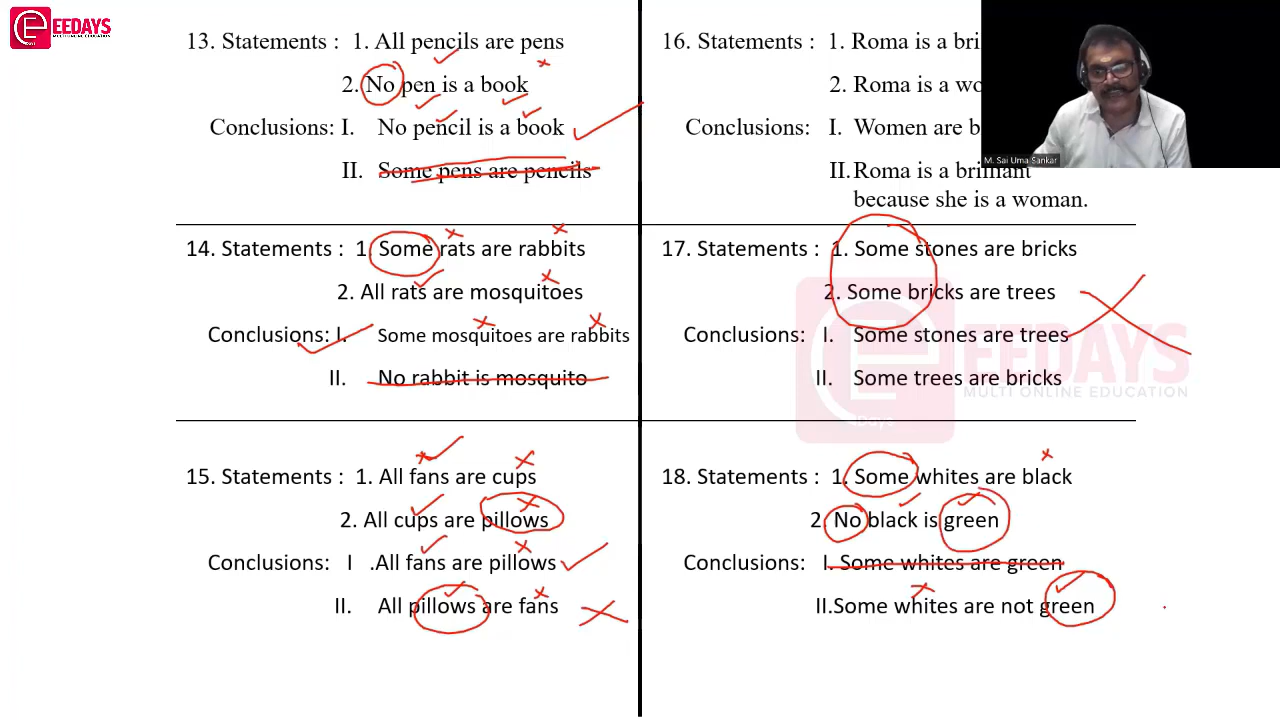 EEDAYS
MULTI ONLINE EDUCATION
Days
13. Statements : 1. All pencils are pens
2. No pen is a book
Conclusions: I. No pencil is a book
II. Some pens are pencils
14. Statements : 1. Some rats are rabbits
2. All rats are mosquitoes
Conclusions: I. Some mosquitoes are rabbits
II. No rabbit is mosquito
15. Statements : 1. All fans are cups
2. All cups are pillows
Conclusions: I .All fans are pillows
II. All pillows are fans
16. Statements : 1. Roma is a bri
2. Roma is a wo
Conclusions: I. Women are b
II. Roma is a brilliant
because she is a woman.
M. Sai Uma Sankar
17. Statements : 1. Some stones are bricks
2. Some bricks are trees
Conclusions: I. Some stones are trees
II. Some trees are bricks
EEDAYS
MULTI ONLINE EDUCATION
Days
18. Statements : 1. Some whites are black
2. No black is green
Conclusions: I. Some whites are green
II.Some whites are not green